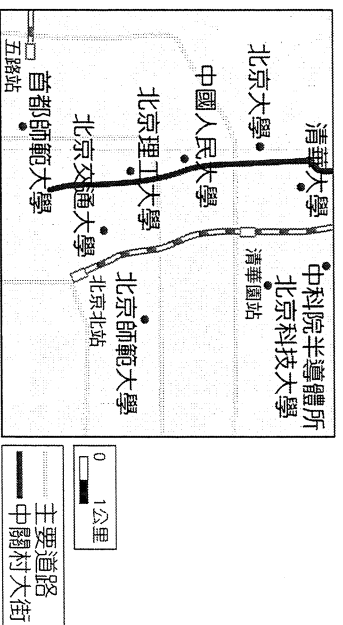 五路站
首都師範大學
北京交通大學
北京理工大學
中國人民大學
北京大學
清華大學
中科院半導體所
北京科技大學
清華園站
北京師範大學
北京北站
0 1公里
主要道路
中關村大街